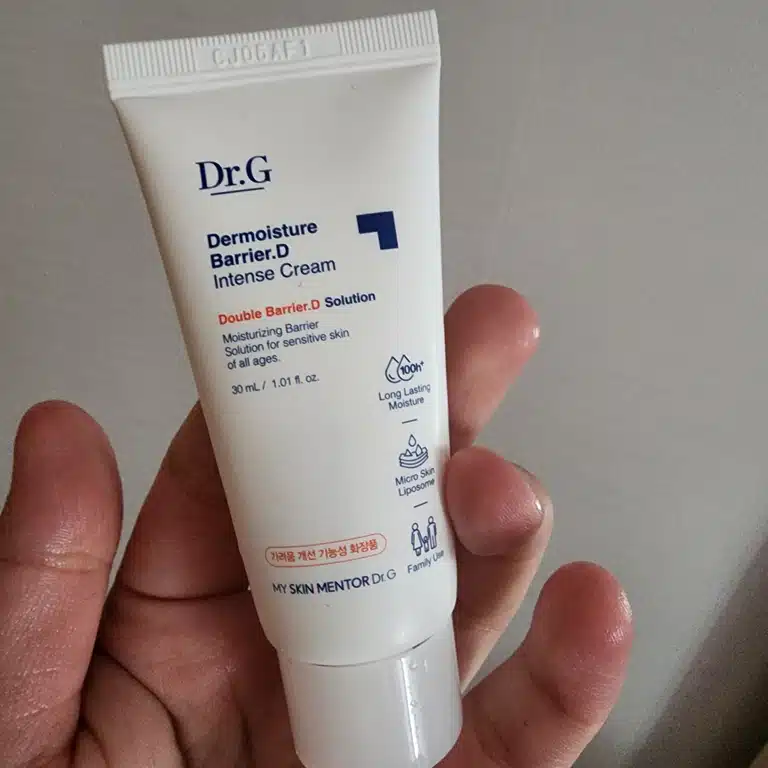 CJ06AF1
Dr.G
Dermoisture
Barrier.D
Intense Cream
Double Barrier.D Solution
Moisturizing Barrier
Solution for sensitive skin
of all ages.
30 mL / 1.01 fl. oz.
100h+
Long Lasting
Moisture
Micro Skin
Liposome
Family Use
가려움 개선 기능성 화장품
MY SKIN MENTOR Dr.G